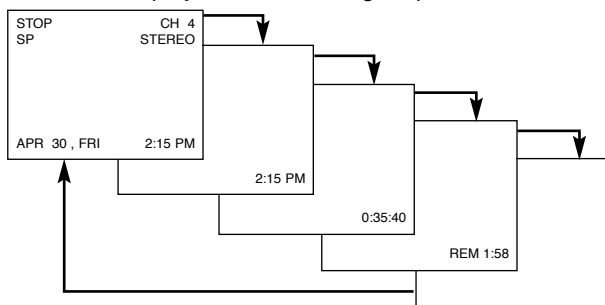 STOP CH 4
SP STEREO
APR 30 , FRI 2:15 PM
2:15 PM
0:35:40
REM 1:58